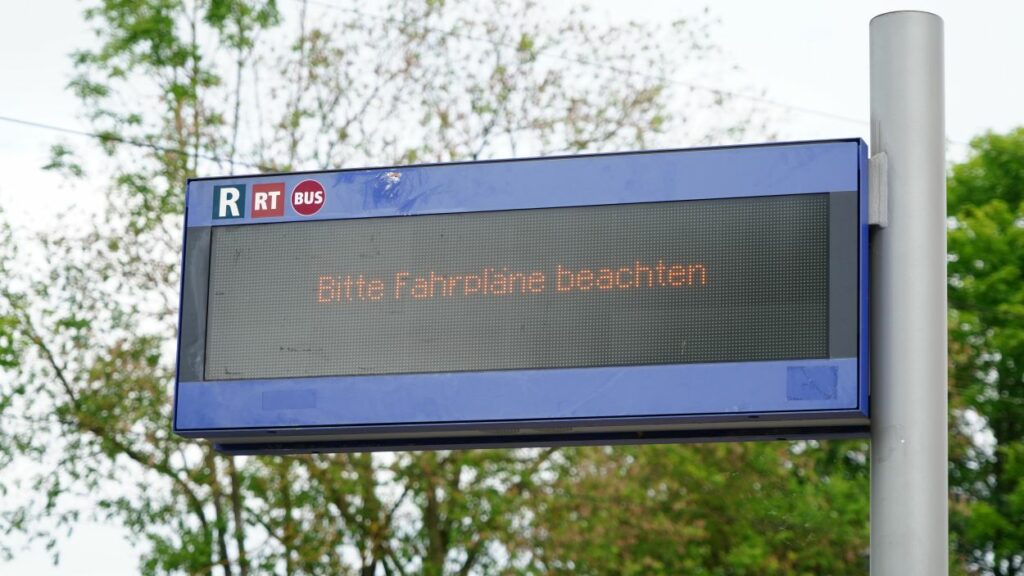 R RT BUS
Bitte Fahrpläne beachten